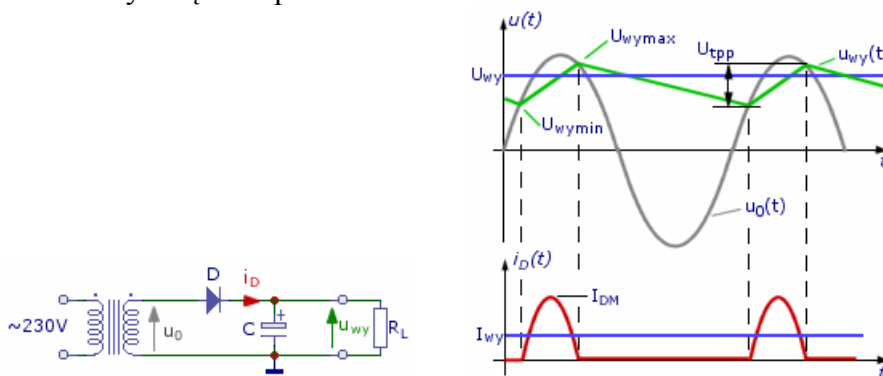 u(t)
Uwymax
Utpp
uwy(t
Uwy
Uwymin
u0(t)
iD(t)
IDM
Iwy
t
D
iD
~230V
u0
C
+
uwy
RL